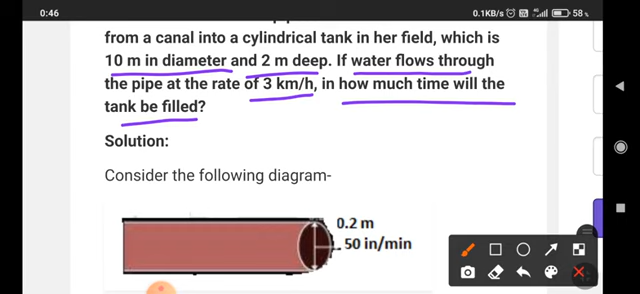 0:46
0.1KB/s 58
from a canal into a cylindrical tank in her field, which is
10 m in diameter and 2 m deep. If water flows through
the pipe at the rate of 3 km/h, in how much time will the
tank be filled?
Solution:
Consider the following diagram-
0.2 m
50 in/min